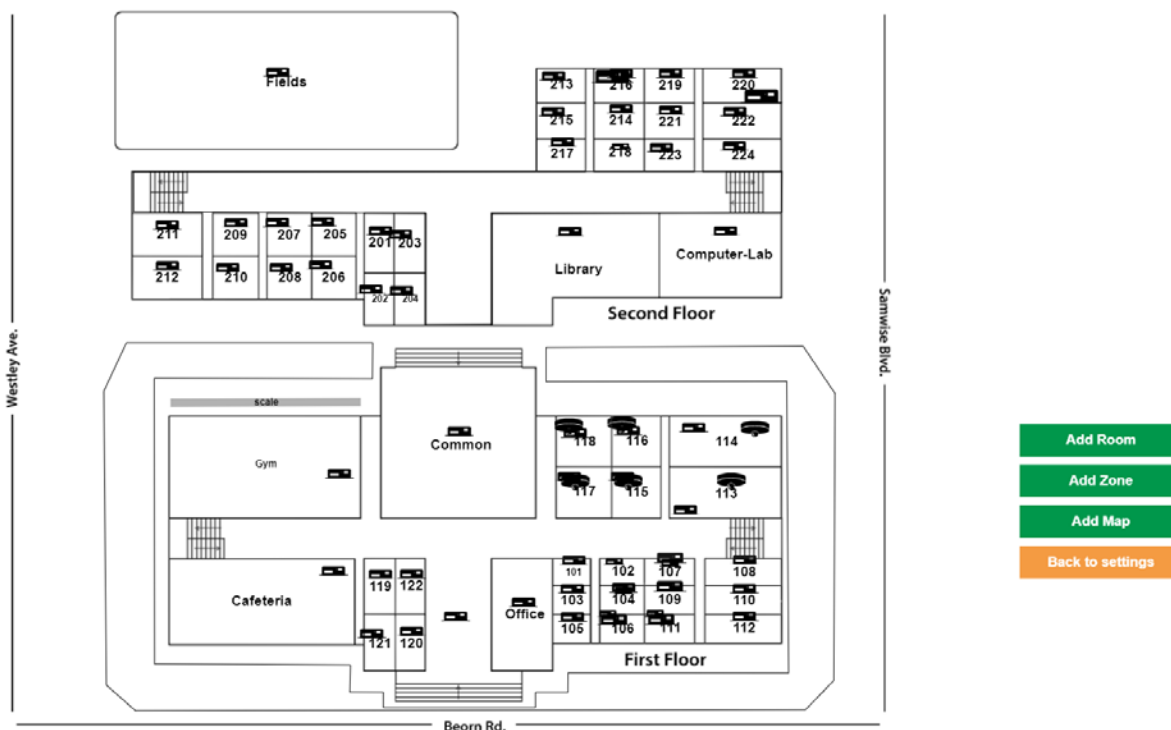 Fields
213
216
219
220
215
214
221
222
217
218
223
224
211
209
207
205
201
203
212
210
208
206
202
204
Library
Computer-Lab
Second Floor
Westley Ave.
Samwise Blvd.
scale
Gym
Common
118
116
114
117
115
113
Add Room
Add Zone
Add Map
Back to settings
Cafeteria
119
122
121
120
Office
101
102
107
108
103
104
109
110
105
106
111
112
First Floor
Beorn Rd.